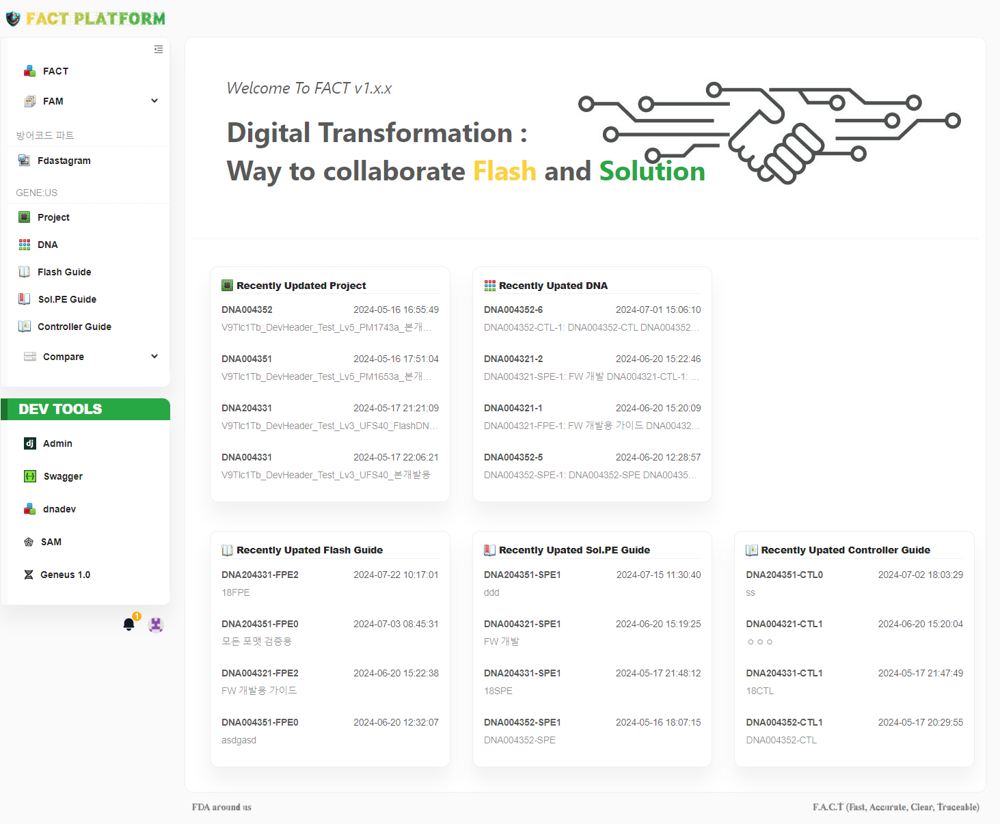 FACT PLATFORM
FACT
FAM
방어코드 파트
Fdastagram
GENE:US
Project
DNA
Flash Guide
Sol.PE Guide
Controller Guide
Compare
DEV TOOLS
dj Admin
{··} Swagger
dnadev
SAM
Geneus 1.0
1
Welcome To FACT v1.x.x
Digital Transformation :
Way to collaborate Flash and Solution
Recently Updated Project
DNA004352 2024-05-16 16:55:49
V9Tlc1Tb_DevHeader_Test_Lv5_PM1743a_본개...
DNA004351 2024-05-16 17:51:04
V9Tlc1Tb_DevHeader_Test_Lv5_PM1653a_본개...
DNA204331 2024-05-17 21:21:09
V9Tlc1Tb_DevHeader_Test_Lv3_UFS40_FlashDN...
DNA004331 2024-05-17 22:06:21
V9Tlc1Tb_DevHeader_Test_Lv3_UFS40_본개발용
Recently Upated DNA
DNA004352-6 2024-07-01 15:06:10
DNA004352-CTL-1: DNA004352-CTL DNA004352...
DNA004321-2 2024-06-20 15:22:46
DNA004321-SPE-1: FW 개발 DNA004321-CTL-1: ...
DNA004321-1 2024-06-20 15:20:09
DNA004321-FPE-1: FW 개발용 가이드 DNA00432...
DNA004352-5 2024-06-20 12:28:57
DNA004352-SPE-1: DNA004352-SPE DNA00435...
Recently Upated Flash Guide
DNA204331-FPE2 2024-07-22 10:17:01
18FPE
DNA204351-FPE0 2024-07-03 08:45:31
모든 포맷 검증용
DNA004321-FPE2 2024-06-20 15:22:38
FW 개발용 가이드
DNA004351-FPE0 2024-06-20 12:32:07
asdgasd
Recently Upated Sol.PE Guide
DNA204351-SPE1 2024-07-15 11:30:40
ddd
DNA004321-SPE1 2024-06-20 15:19:25
FW 개발
DNA204331-SPE1 2024-05-17 21:48:12
18SPE
DNA004352-SPE1 2024-05-16 18:07:15
DNA004352-SPE
Recently Upated Controller Guide
DNA204351-CTL0 2024-07-02 18:03:29
ss
DNA004321-CTL1 2024-06-20 15:20:04
ㅇㅇㅇ
DNA204331-CTL1 2024-05-17 21:47:49
18CTL
DNA004352-CTL1 2024-05-17 20:29:55
DNA004352-CTL
FDA around us
F.A.C.T (Fast, Accurate, Clear, Traceable)